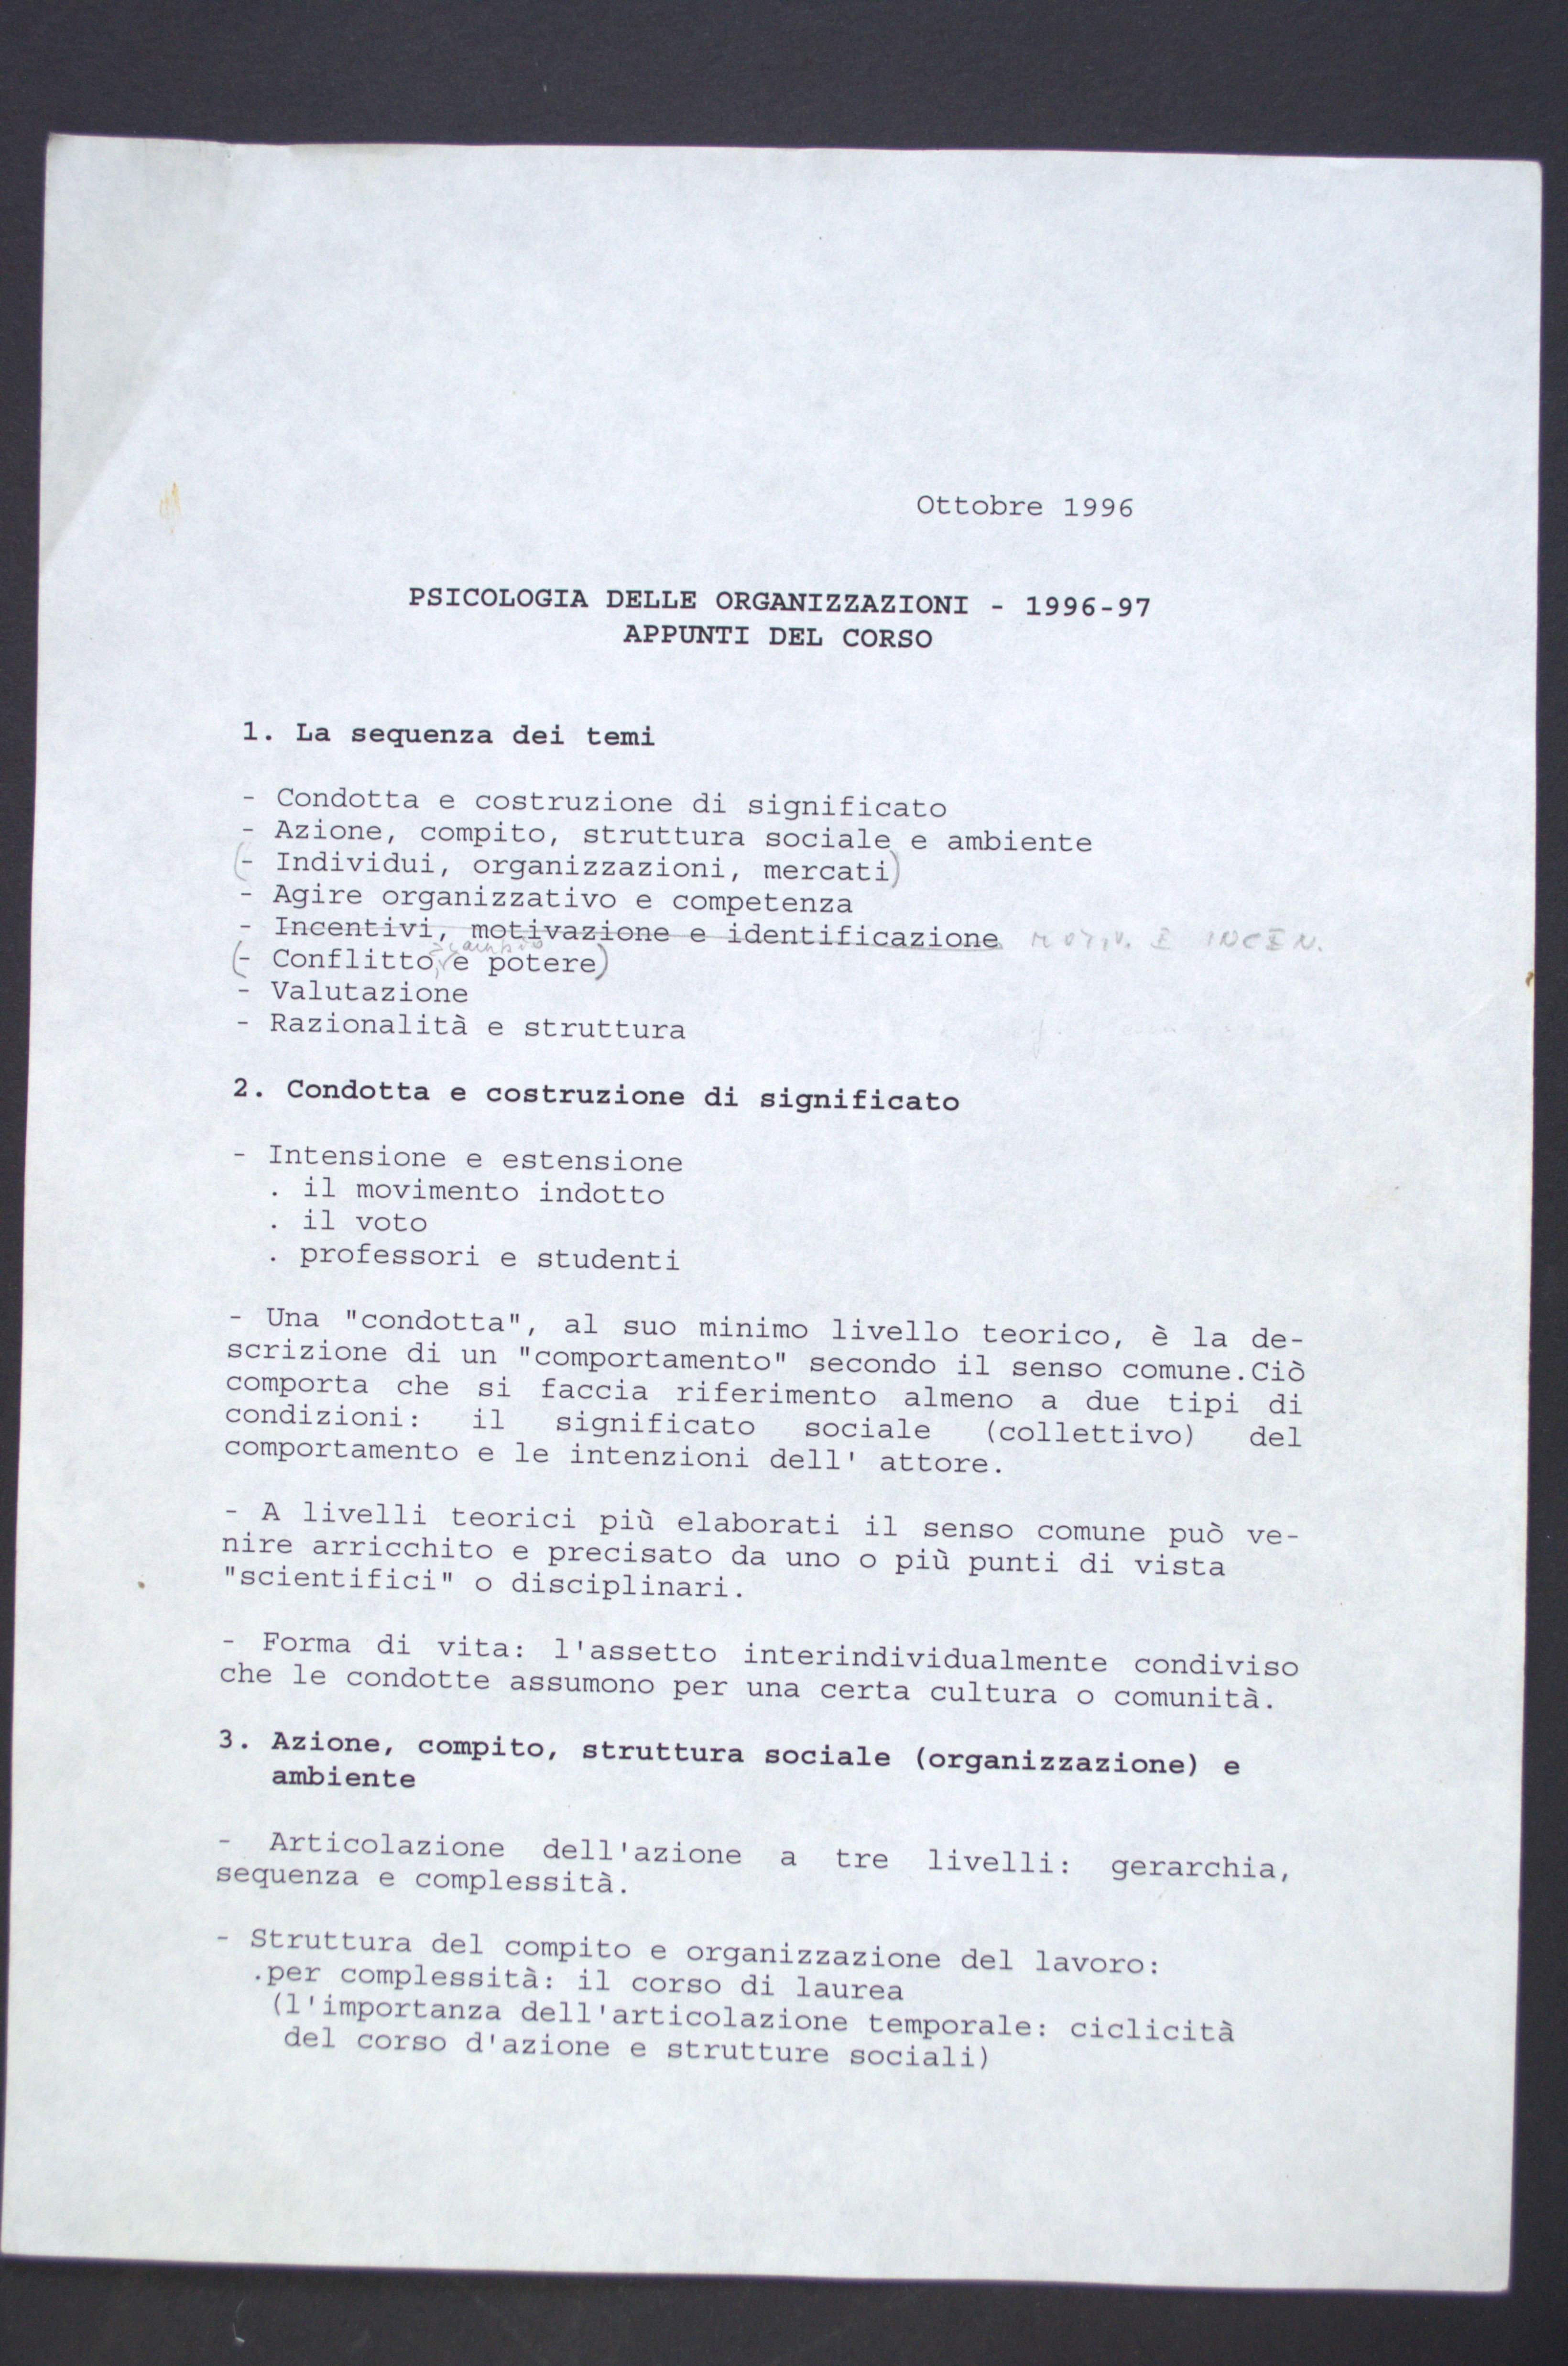 Ottobre 1996
PSICOLOGIA DELLE ORGANIZZAZIONI - 1996-97
APPUNTI DEL CORSO
1. La sequenza dei temi
- Condotta e costruzione di significato
- Azione, compito, struttura sociale e ambiente
(- Individui, organizzazioni, mercati)
- Agire organizzativo e competenza
- Incentivi, motivazione e identificazione MOTIV. E INCEN.
scambio
(- Conflitto, e potere)
- Valutazione
- Razionalità e struttura
2. Condotta e costruzione di significato
- Intensione e estensione
. il movimento indotto
. il voto
. professori e studenti
- Una "condotta", al suo minimo livello teorico, è la de-
scrizione di un "comportamento" secondo il senso comune.Ciò
comporta che si faccia riferimento almeno a due tipi di
condizioni: il significato sociale (collettivo) del
comportamento e le intenzioni dell' attore.
- A livelli teorici più elaborati il senso comune può ve-
nire arricchito e precisato da uno o più punti di vista
"scientifici" o disciplinari.
- Forma di vita: l'assetto interindividualmente condiviso
che le condotte assumono per una certa cultura o comunità.
3. Azione, compito, struttura sociale (organizzazione) e
ambiente
- Articolazione dell'azione a tre livelli: gerarchia,
sequenza e complessità.
- Struttura del compito e organizzazione del lavoro:
.per complessità: il corso di laurea
(l'importanza dell'articolazione temporale: ciclicità
del corso d'azione e strutture sociali)